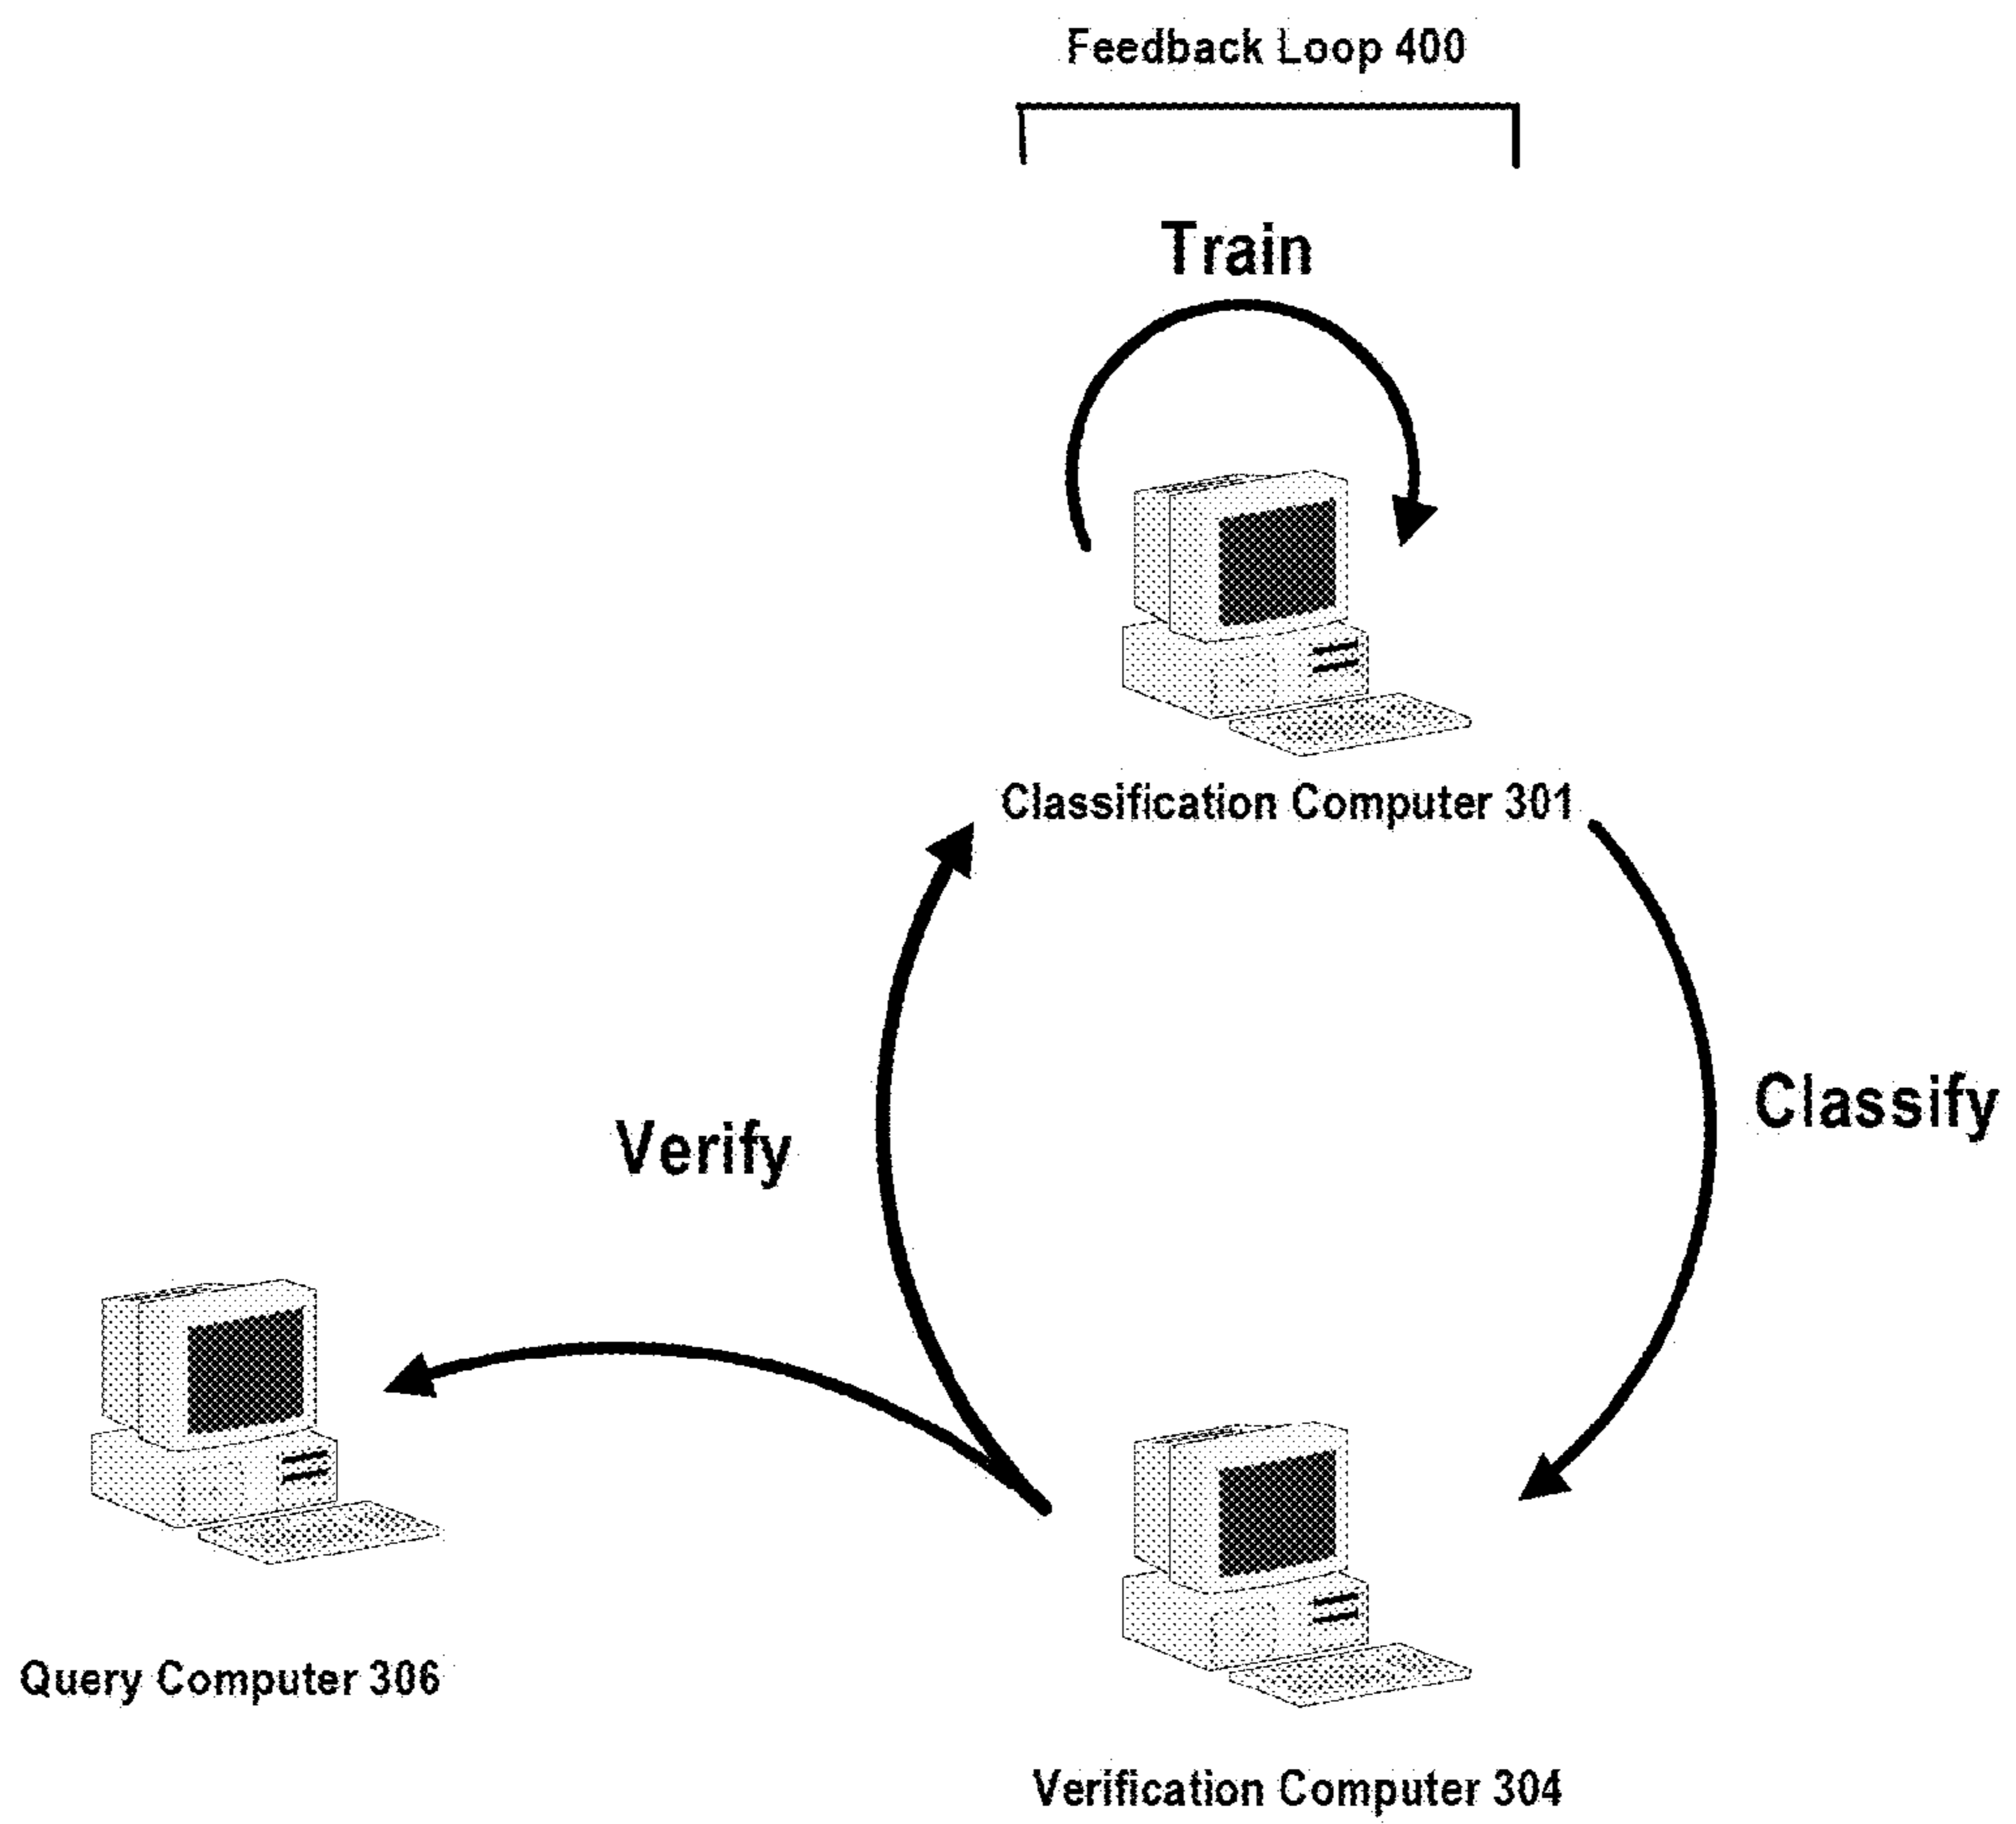 Feedback Loop 400
Train
Classification Computer 301
Classify
Verify
Query Computer 306
Verification Computer 304